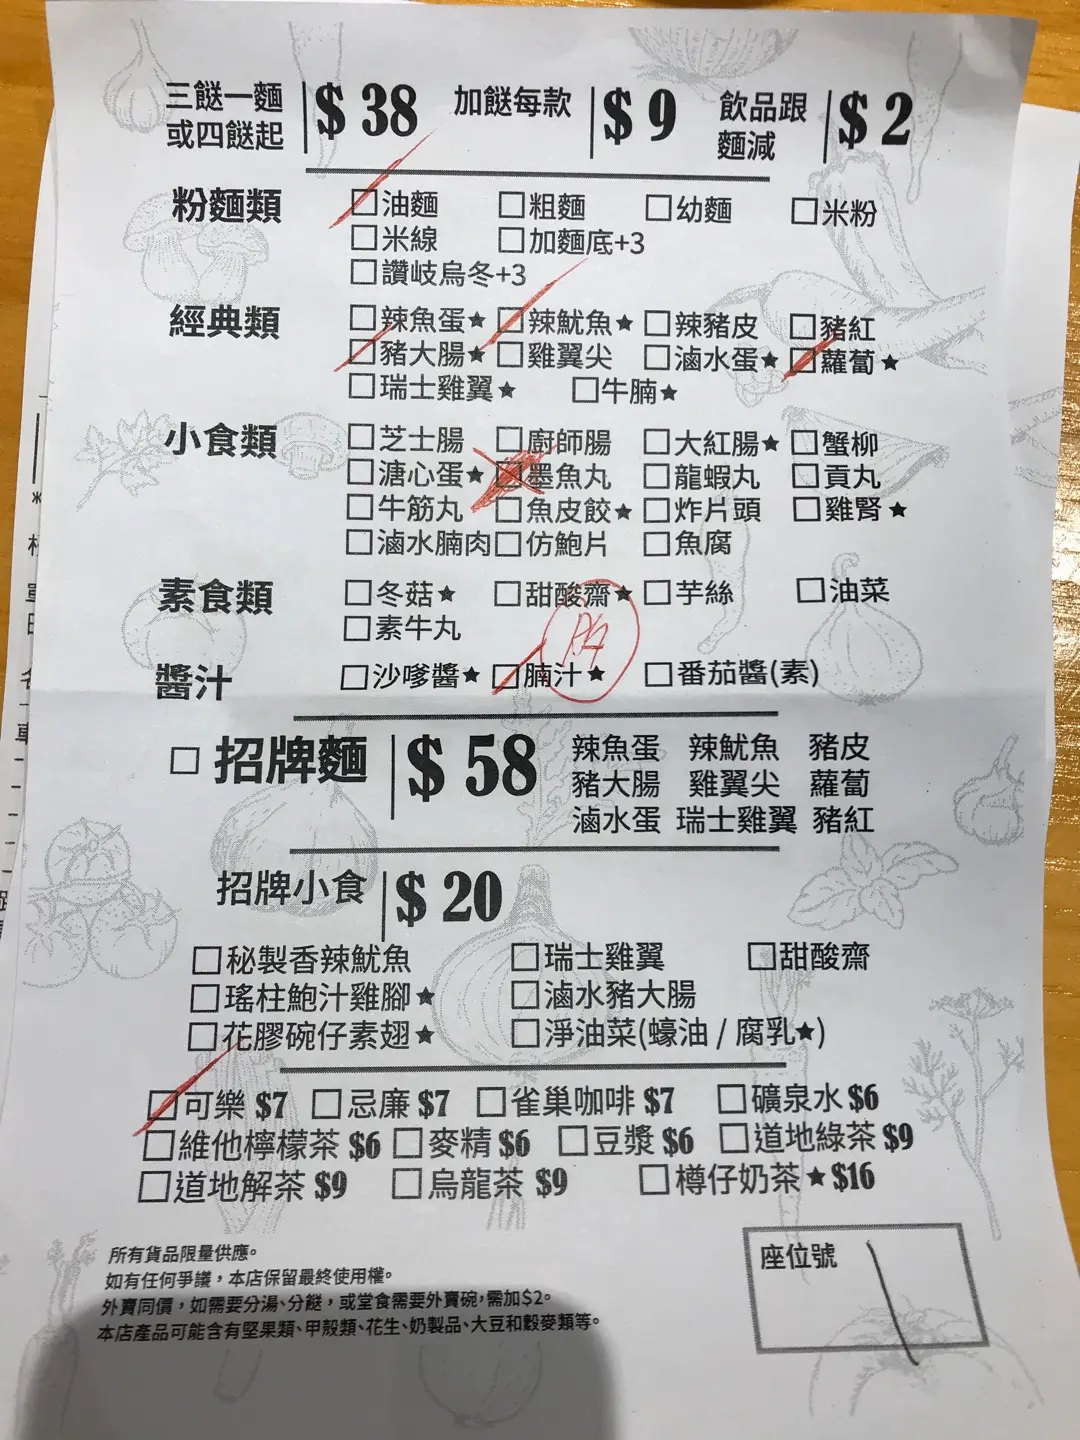 三餸一麵 $ 38 加餸每款 $ 9 飲品跟 $ 2
或四餸起 麵減
粉麵類 □油麵 □粗麵 □幼麵 □米粉
□米線 □加麵底+3
□讚岐烏冬+3
經典類 □辣魚蛋★ □辣魷魚★ □辣豬皮 □豬紅
□豬大腸★ □雞翼尖 □滷水蛋★ □蘿蔔★
□瑞士雞翼★ □牛腩★
小食類 □芝士腸 □廚師腸 □大紅腸★ □蟹柳
□溏心蛋★ □墨魚丸 □龍蝦丸 □貢丸
□牛筋丸 □魚皮餃★ □炸片頭 □雞腎★
□滷水腩肉 □仿鮑片 □魚腐
素食類 □冬菇★ □甜酸齋★ □芋絲 □油菜
□素牛丸
醬汁 □沙嗲醬★ □腩汁★ □番茄醬(素)
□ 招牌麵 $ 58 辣魚蛋 辣魷魚 豬皮
豬大腸 雞翼尖 蘿蔔
滷水蛋 瑞士雞翼 豬紅
招牌小食 $ 20
□秘製香辣魷魚 □瑞士雞翼 □甜酸齋
□瑤柱鮑汁雞腳★ □滷水豬大腸
□花膠碗仔素翅★ □淨油菜(蠔油 / 腐乳★)
□可樂 $7 □忌廉 $7 □雀巢咖啡 $7 □礦泉水 $6
□維他檸檬茶 $6 □麥精 $6 □豆漿 $6 □道地綠茶 $9
□道地解茶 $9 □烏龍茶 $9 □樽仔奶茶★ $16
所有貨品限量供應。
如有任何爭議，本店保留最終使用權。
外賣同價，如需要分湯、分餸，或堂食需要外賣碗，需加$2。
本店產品可能含有堅果類、甲殼類、花生、奶製品、大豆和穀麥類等。
座位號